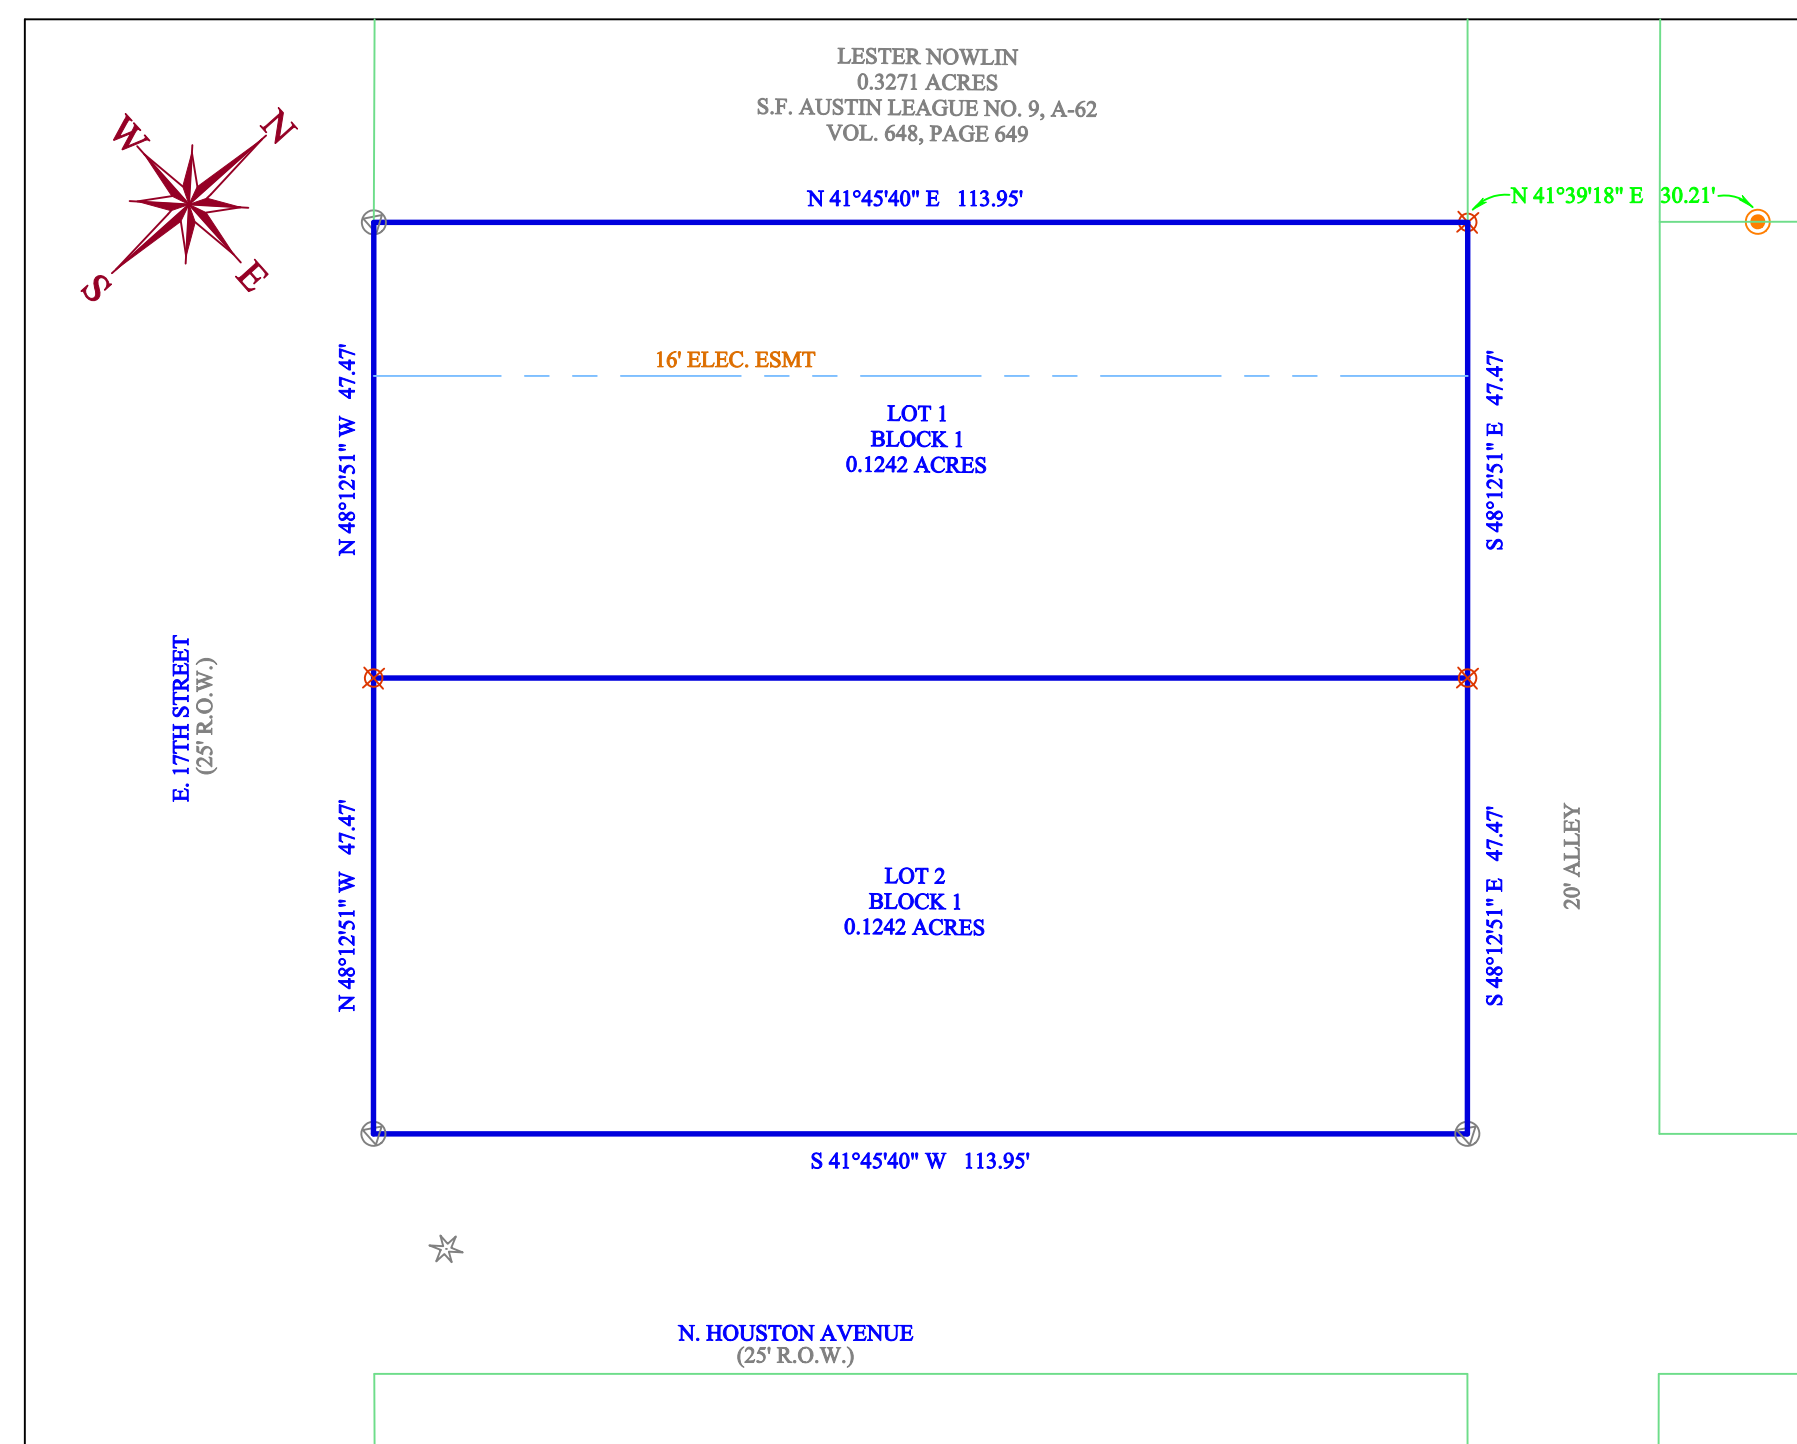 LESTER NOWLIN
0.3271 ACRES
S.F. AUSTIN LEAGUE NO. 9, A-62
VOL. 648, PAGE 649
W
N
S
E
N 41°45'40" E 113.95'
N 41°39'18" E 30.21'
16' ELEC. ESMT
N 48°12'51" W 47.47'
S 48°12'51" E 47.47'
LOT 1
BLOCK 1
0.1242 ACRES
E. 17TH STREET
(25' R.O.W.)
N 48°12'51" W 47.47'
S 48°12'51" E 47.47'
20' ALLEY
LOT 2
BLOCK 1
0.1242 ACRES
S 41°45'40" W 113.95'
N. HOUSTON AVENUE
(25' R.O.W.)